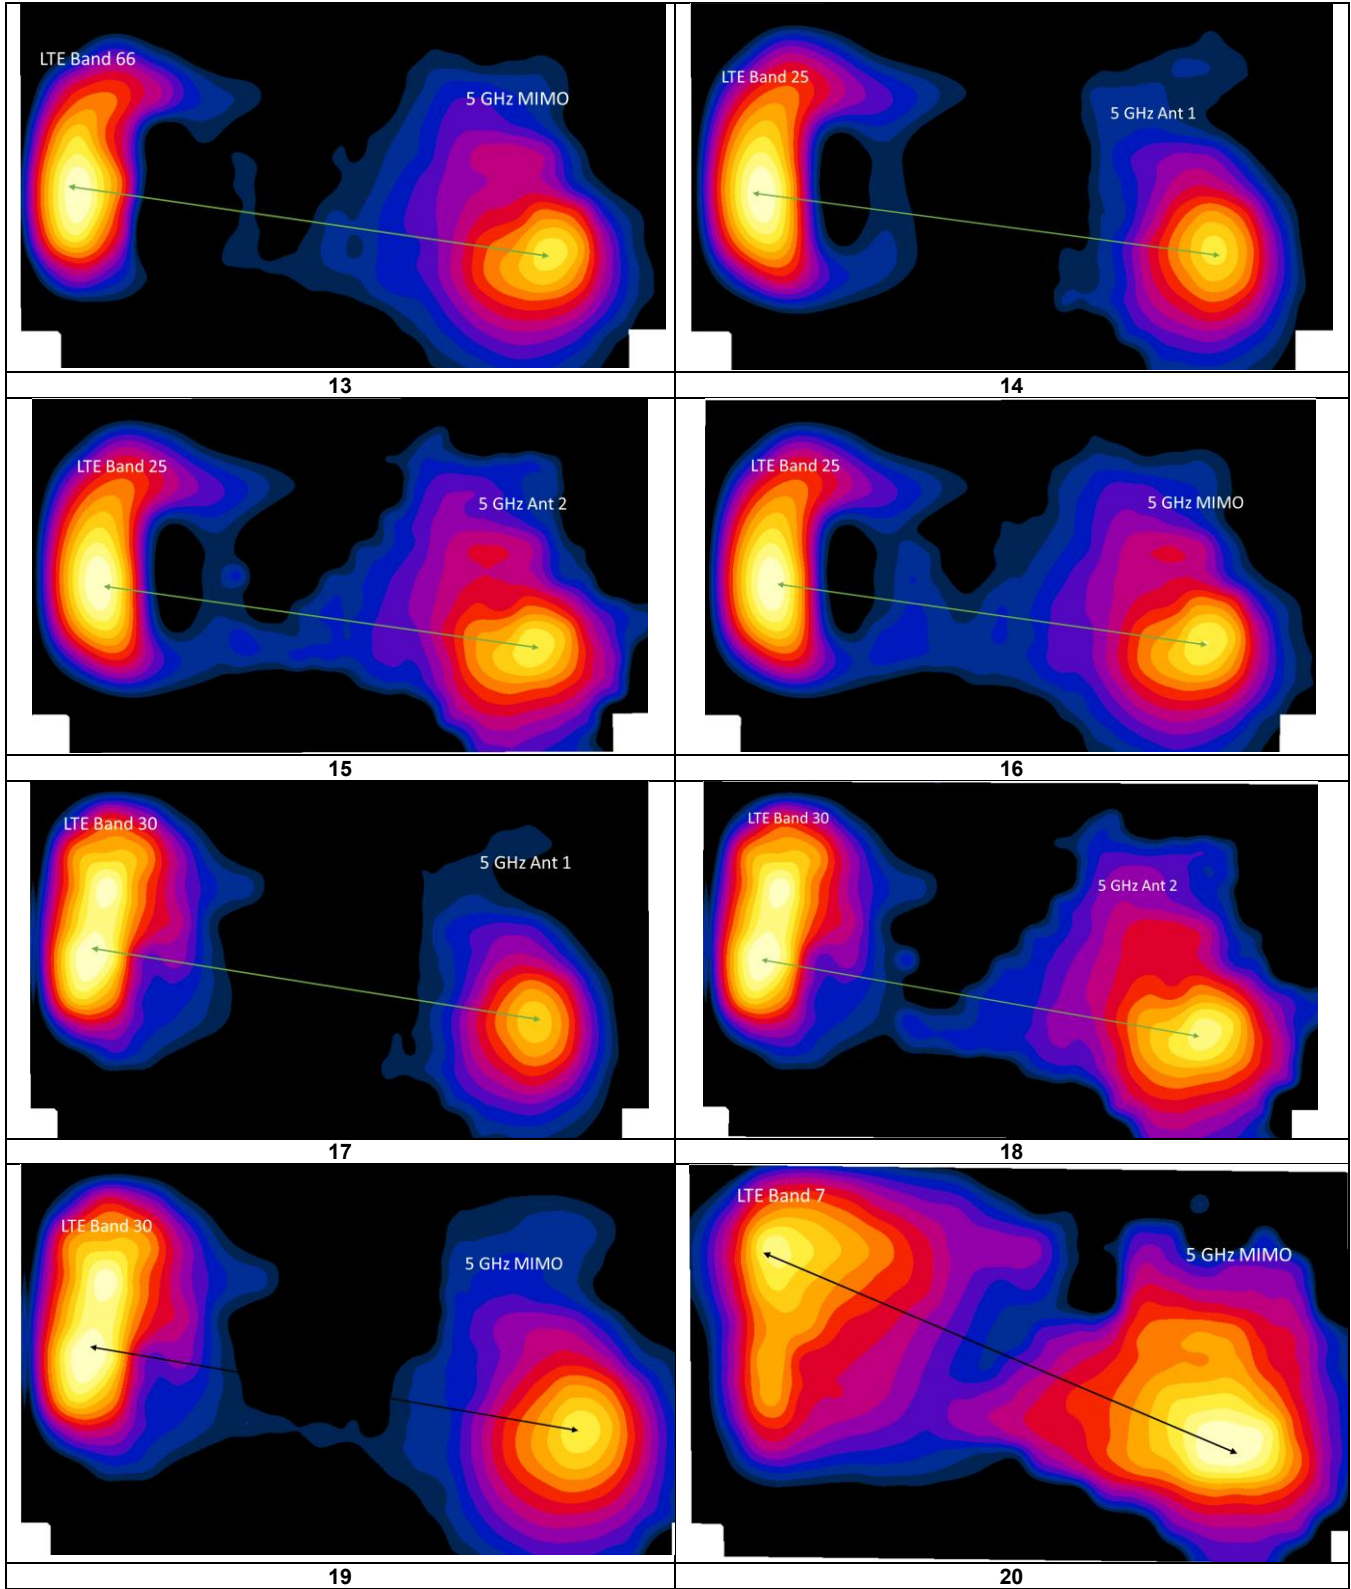 LTE Band 66
5 GHz MIMO
13
LTE Band 25
5 GHz Ant 1
14
LTE Band 25
5 GHz Ant 2
15
LTE Band 25
5 GHz MIMO
16
LTE Band 30
5 GHz Ant 1
17
LTE Band 30
5 GHz Ant 2
18
LTE Band 30
5 GHz MIMO
19
LTE Band 7
5 GHz MIMO
20